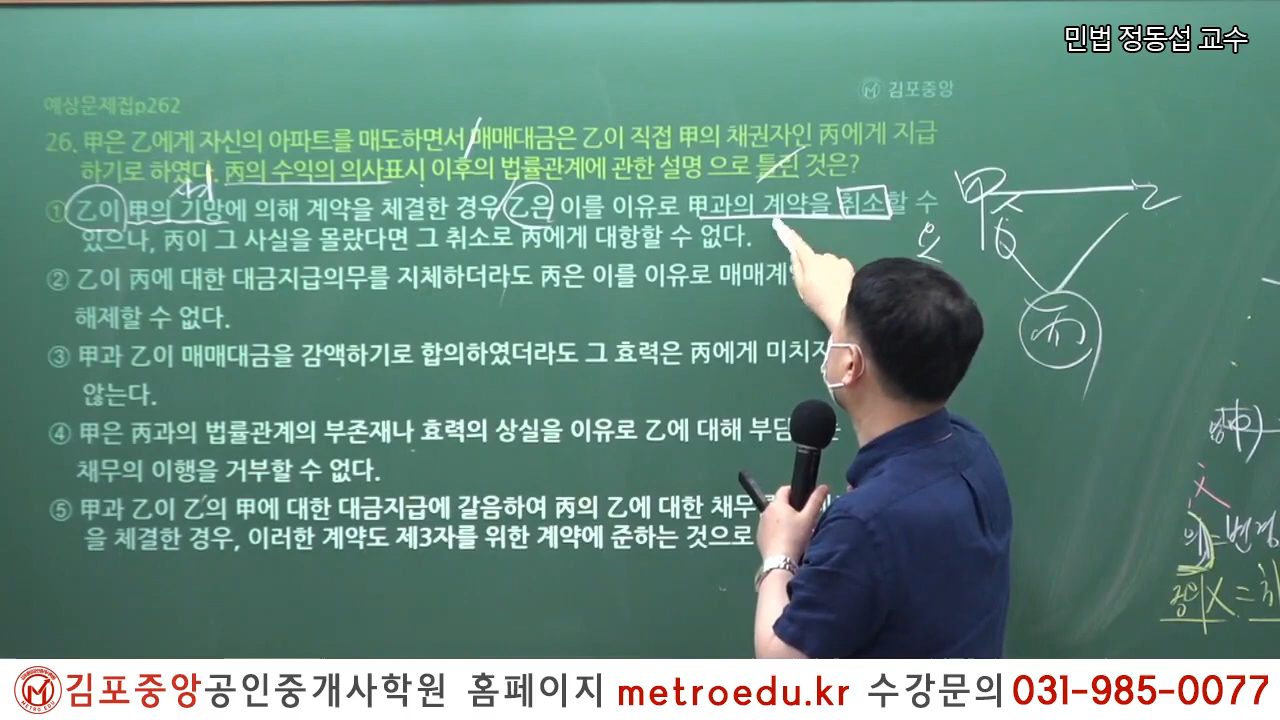 민법 정동섭 교수
김포중앙
예상문제집p262
26. 甲은 乙에게 자신의 아파트를 매도하면서 매매대금은 乙이 직접 甲의 채권자인 丙에게 지급
하기로 하였다. 丙의 수익의 의사표시 이후의 법률관계에 관한 설명 으로 틀린 것은?
① 乙이 甲의 기망에 의해 계약을 체결한 경우 乙은 이를 이유로 甲과의 계약을 취소할 수
있으나, 丙이 그 사실을 몰랐다면 그 취소로 丙에게 대항할 수 없다.
② 乙이 丙에 대한 대금지급의무를 지체하더라도 丙은 이를 이유로 매매계
해제할 수 없다.
③ 甲과 乙이 매매대금을 감액하기로 합의하였더라도 그 효력은 丙에게 미치지
않는다.
④ 甲은 丙과의 법률관계의 부존재나 효력의 상실을 이유로 乙에 대해 부담
채무의 이행을 거부할 수 없다.
⑤ 甲과 乙이 乙의 甲에 대한 대금지급에 갈음하여 丙의 乙에 대한 채무
을 체결한 경우, 이러한 계약도 제3자를 위한 계약에 준하는 것으로
甲 乙
丙
변경
X
METRO EDU
김포중앙공인중개사학원 홈페이지 metroedu.kr 수강문의 031-985-0077